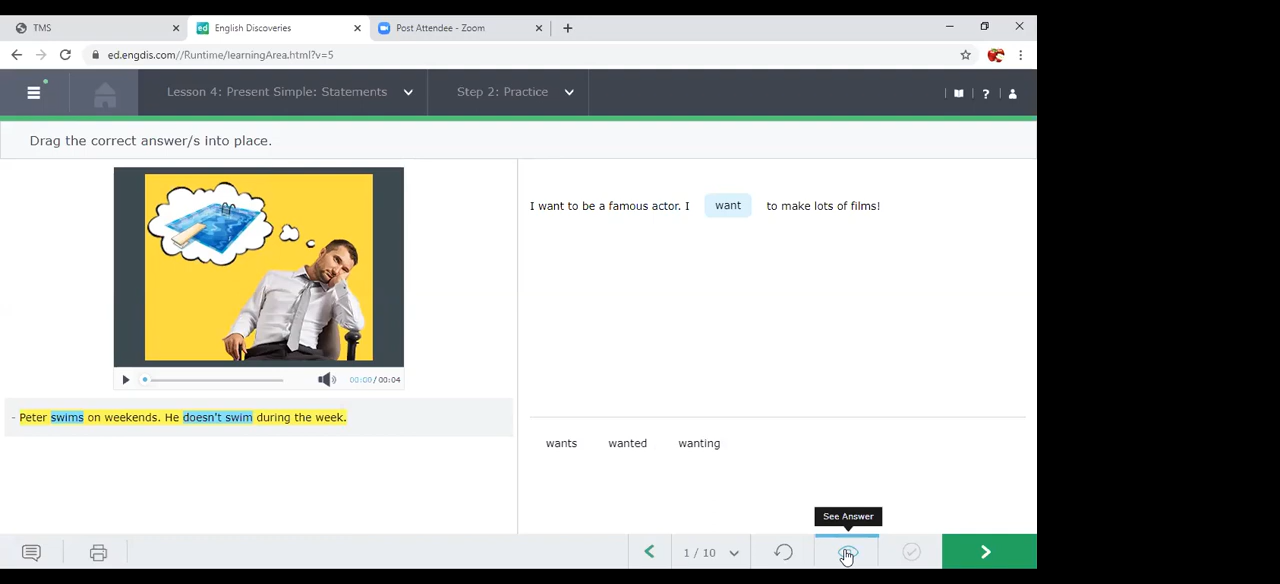 TMS
English Discoveries
Post Attendee - Zoom
ed.engdis.com//Runtime/learningArea.html?v=5
Lesson 4: Present Simple: Statements
Step 2: Practice
?
Drag the correct answer/s into place.
00:00/00:04
- Peter swims on weekends. He doesn't swim during the week.
I want to be a famous actor. I want to make lots of films!
wants wanted wanting
See Answer
1 / 10